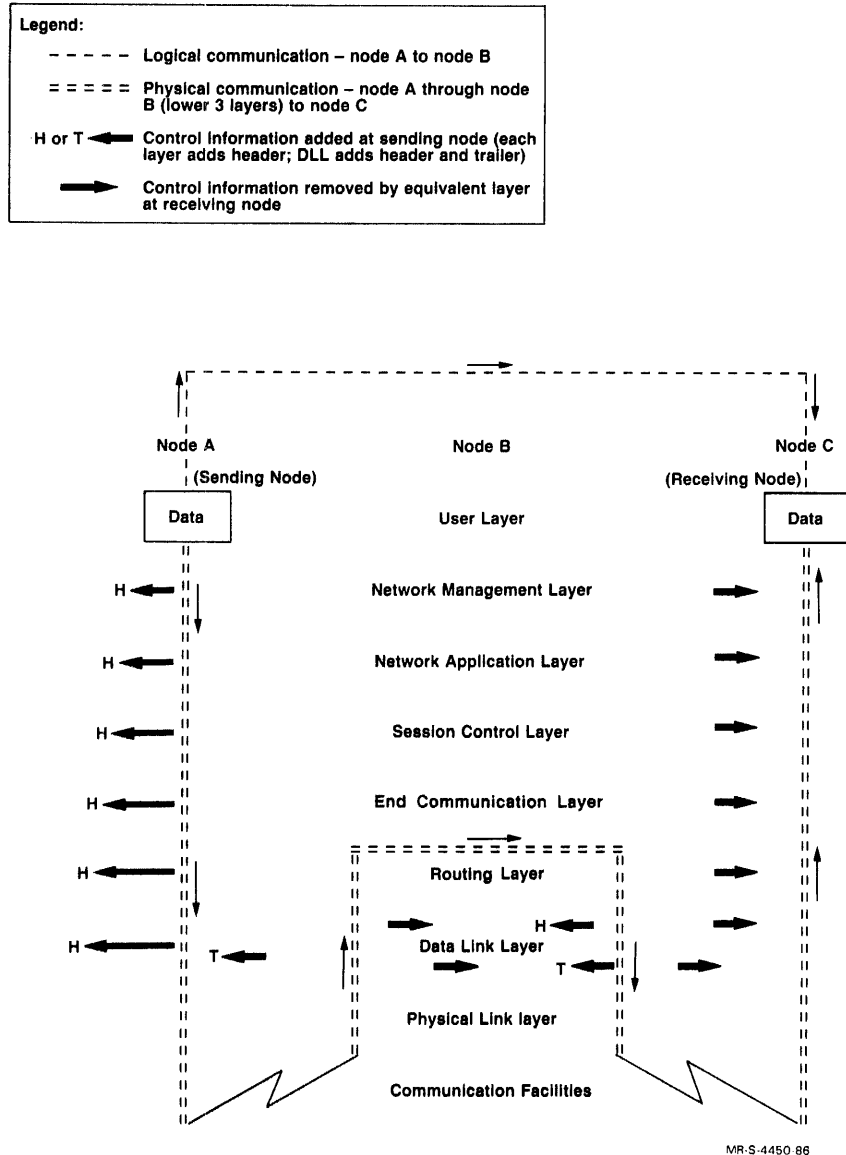 Legend:
Logical communication – node A to node B
Physical communication – node A through node
B (lower 3 layers) to node C
H or T Control information added at sending node (each
layer adds header; DLL adds header and trailer)
Control information removed by equivalent layer
at receiving node
Node A Node B Node C
(Sending Node) (Receiving Node)
Data User Layer Data
H Network Management Layer
H Network Application Layer
H Session Control Layer
H End Communication Layer
H Routing Layer
H
H Data Link Layer
T T
Physical Link layer
Communication Facilities
MR-S-4450-86